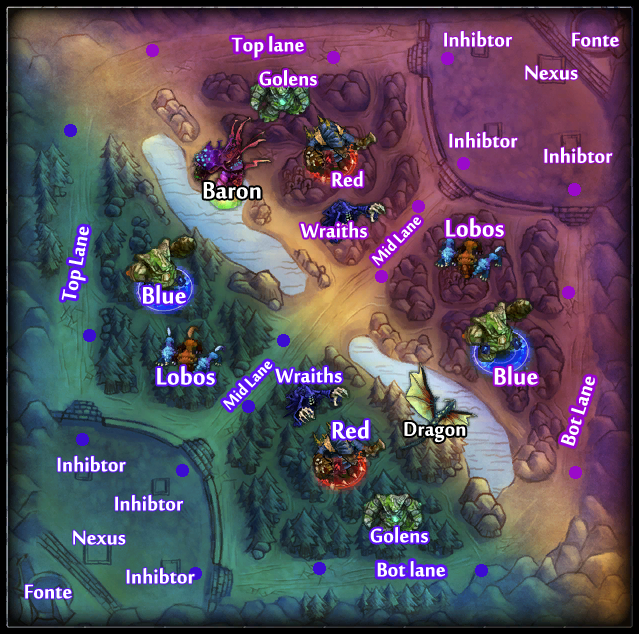 Top lane
Inhibtor
Fonte
Nexus
Golens
Inhibtor
Inhibtor
Red
Baron
Wraiths
Mid Lane
Lobos
Top Lane
Blue
Lobos
Mid Lane
Wraiths
Blue
Bot Lane
Red
Dragon
Inhibtor
Inhibtor
Nexus
Golens
Inhibtor
Bot lane
Fonte